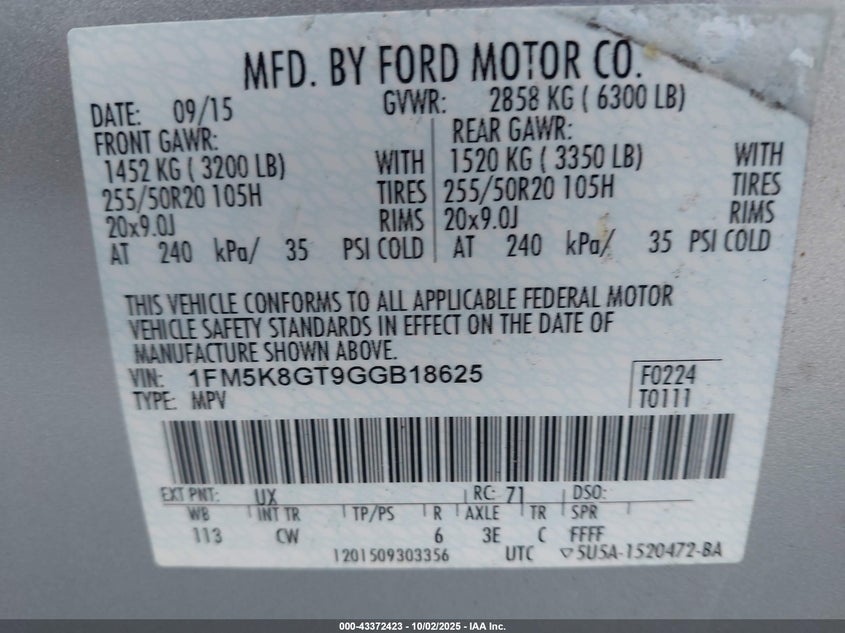 MFD. BY FORD MOTOR CO.
DATE: 09/15 GVWR: 2858 KG ( 6300 LB)
FRONT GAWR: REAR GAWR:
1452 KG ( 3200 LB) WITH 1520 KG ( 3350 LB) WITH
255/50R20 105H TIRES 255/50R20 105H TIRES
20x9.0J RIMS 20x9.0J RIMS
AT 240 kPa/ 35 PSI COLD AT 240 kPa/ 35 PSI COLD
THIS VEHICLE CONFORMS TO ALL APPLICABLE FEDERAL MOTOR
VEHICLE SAFETY STANDARDS IN EFFECT ON THE DATE OF
MANUFACTURE SHOWN ABOVE.
VIN: 1FM5K8GT9GGB18625 F0224
TYPE: MPV T0111
EXT PNT: UX RC: 71 DSO:
WB INT TR TP/PS R AXLE TR SPR
113 CW 6 3E C FFFF
1201509303356 UTC ▽5U5A-1520472-BA
000-43372423 | 10/02/2025 | IAA Inc.